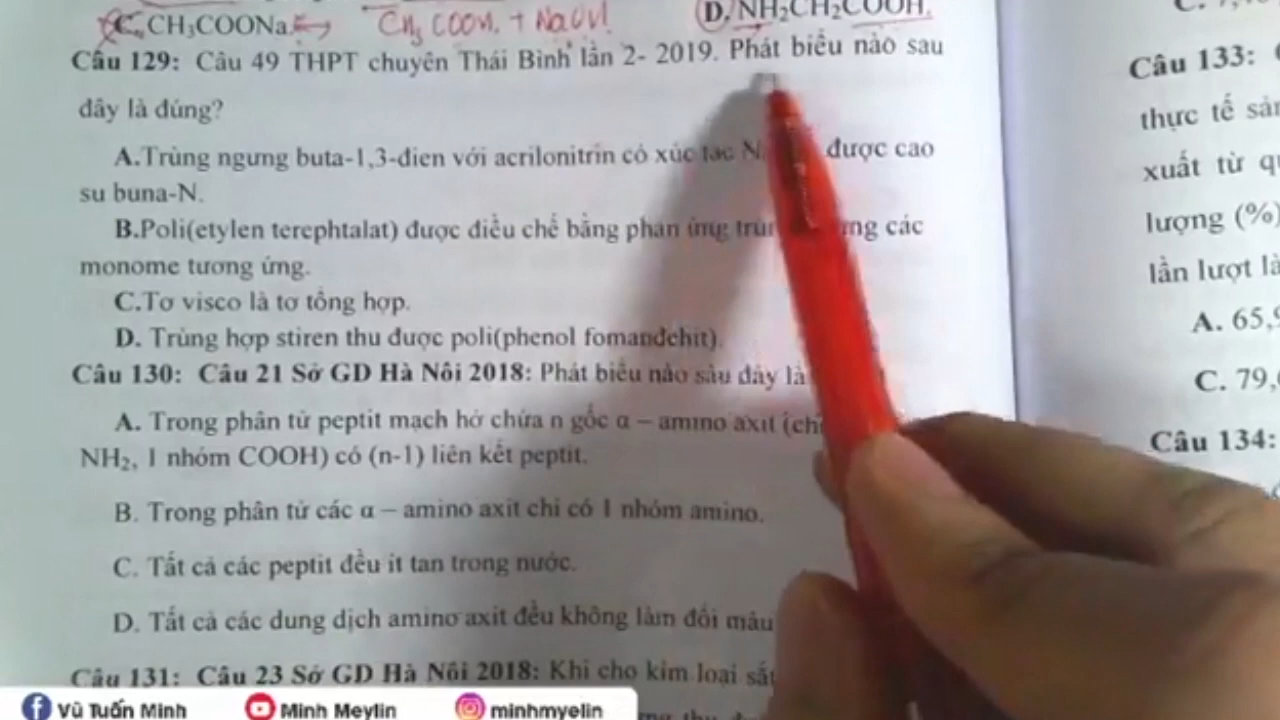 C. CH₃COONa CH₃COOH. + NaOH D. NH₂CH₂COOH.
Câu 129: Câu 49 THPT chuyên Thái Bình lần 2- 2019. Phát biểu nào sau
đây là đúng?
A.Trùng ngưng buta-1,3-đien với acrilonitrin có xúc tác được cao
su buna-N.
B.Poli(etylen terephtalat) được điều chế bằng phản ứng các
monome tương ứng.
C.Tơ visco là tơ tổng hợp.
D. Trùng hợp stiren thu được poli(phenol fomanđehit).
Câu 130: Câu 21 Sở GD Hà Nôi 2018: Phát biểu nào sàu đây là
A. Trong phân tử peptit mạch hở chứa n gốc α – amino axit
NH₂, 1 nhóm COOH) có (n-1) liên kết peptit.
B. Trong phân tử các α – amino axit chỉ có 1 nhóm amino.
C. Tất cả các peptit đều ít tan trong nước.
D. Tất cả các dung dịch amino axit đều không làm đổi màu
Câu 131: Câu 23 Sở GD Hà Nôi 2018: Khi cho kim loại
Câu 133:
thực tế
xuất từ
lượng (%)
lần lượt
A. 65,
C. 79,
Câu 134:
Vũ Tuấn Minh Minh Meylin minhmyelin